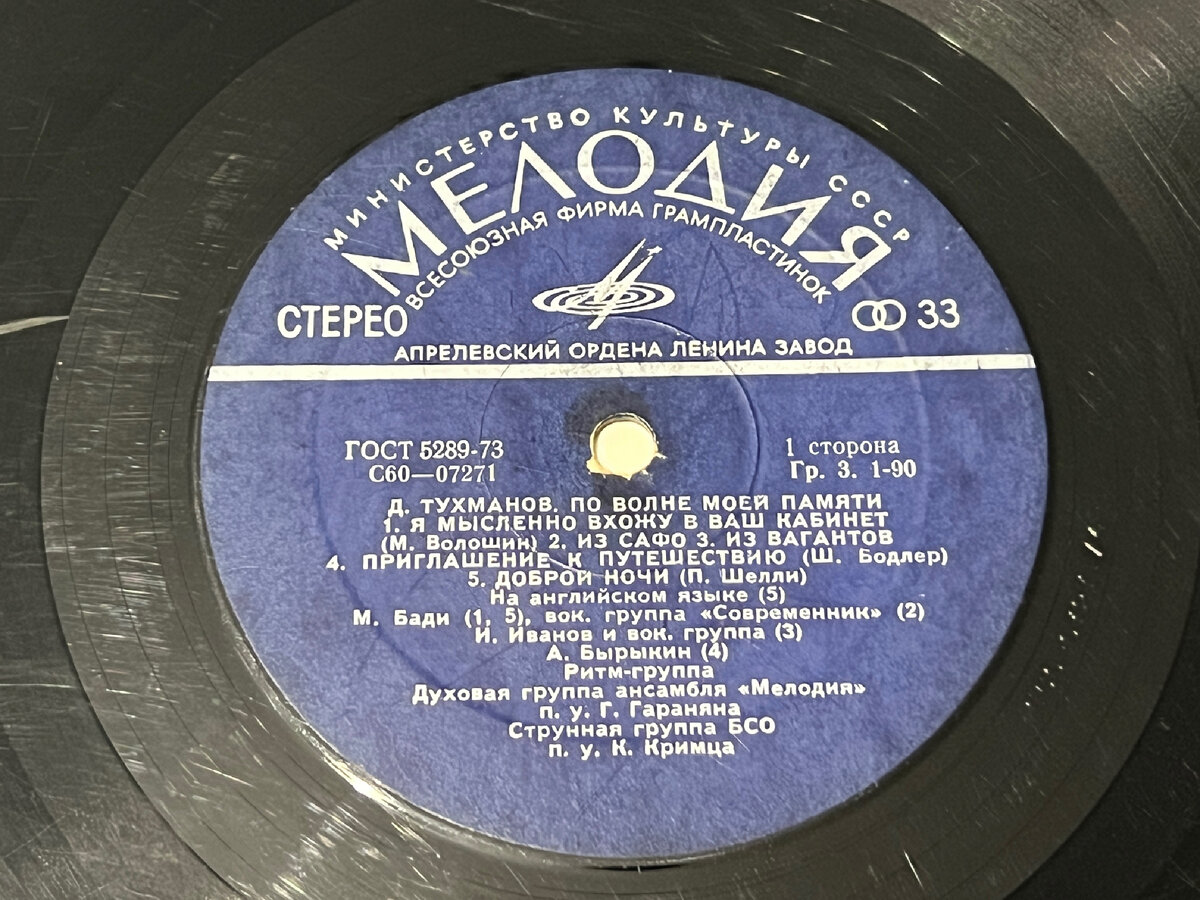 МИНИСТЕРСТВО КУЛЬТУРЫ СССР
МЕЛОДИЯ
ВСЕСОЮЗНАЯ ФИРМА ГРАМПЛАСТИНОК
СТЕРЕО
33
АПРЕЛЕВСКИЙ ОРДЕНА ЛЕНИНА ЗАВОД
ГОСТ 5289-73
С60—07271
1 сторона
Гр. 3. 1-90
Д. ТУХМАНОВ. ПО ВОЛНЕ МОЕЙ ПАМЯТИ
1. Я МЫСЛЕННО ВХОЖУ В ВАШ КАБИНЕТ
(М. Волошин) 2. ИЗ САФО 3. ИЗ ВАГАНТОВ
4. ПРИГЛАШЕНИЕ К ПУТЕШЕСТВИЮ (Ш. Бодлер)
5. ДОБРОЙ НОЧИ (П. Шелли)
На английском языке (5)
М. Бади (1, 5), вок. группа «Современник» (2)
И. Иванов и вок. группа (3)
А. Бырыкин (4)
Ритм-группа
Духовая группа ансамбля «Мелодия»
п. у. Г. Гараняна
Струнная группа БСО
п. у. К. Кримца